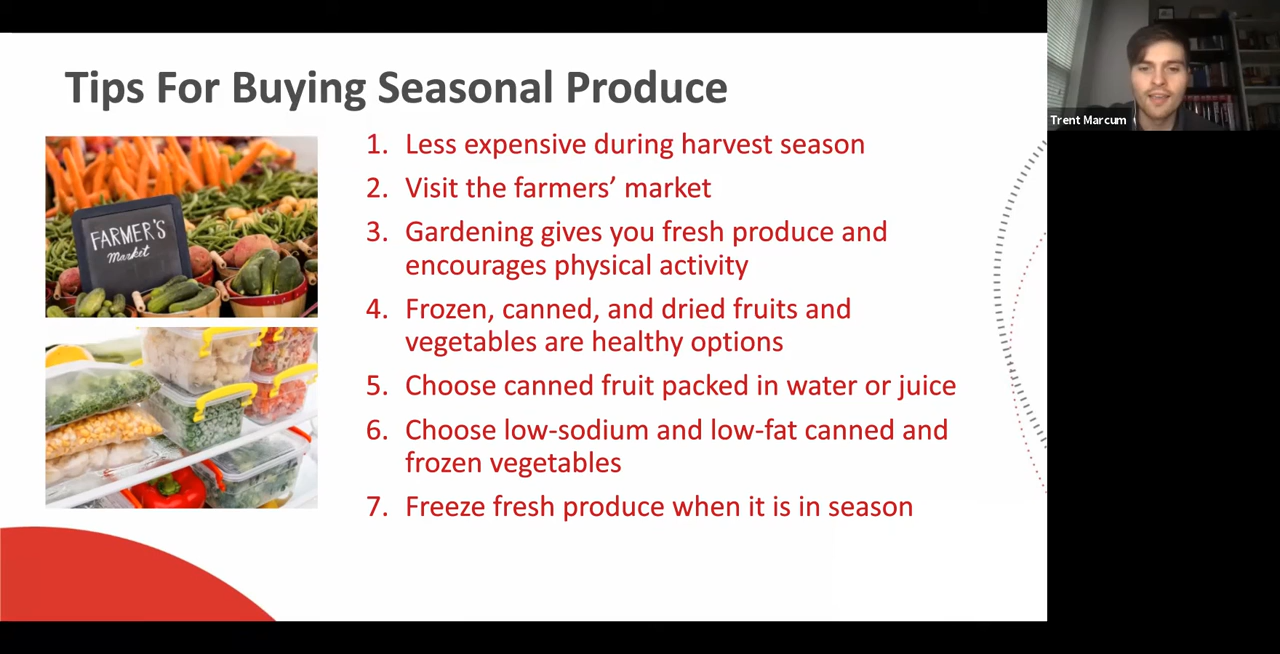 Tips For Buying Seasonal Produce
1. Less expensive during harvest season
2. Visit the farmers’ market
3. Gardening gives you fresh produce and
encourages physical activity
4. Frozen, canned, and dried fruits and
vegetables are healthy options
5. Choose canned fruit packed in water or juice
6. Choose low-sodium and low-fat canned and
frozen vegetables
7. Freeze fresh produce when it is in season
FARMER'S
Market
Trent Marcum